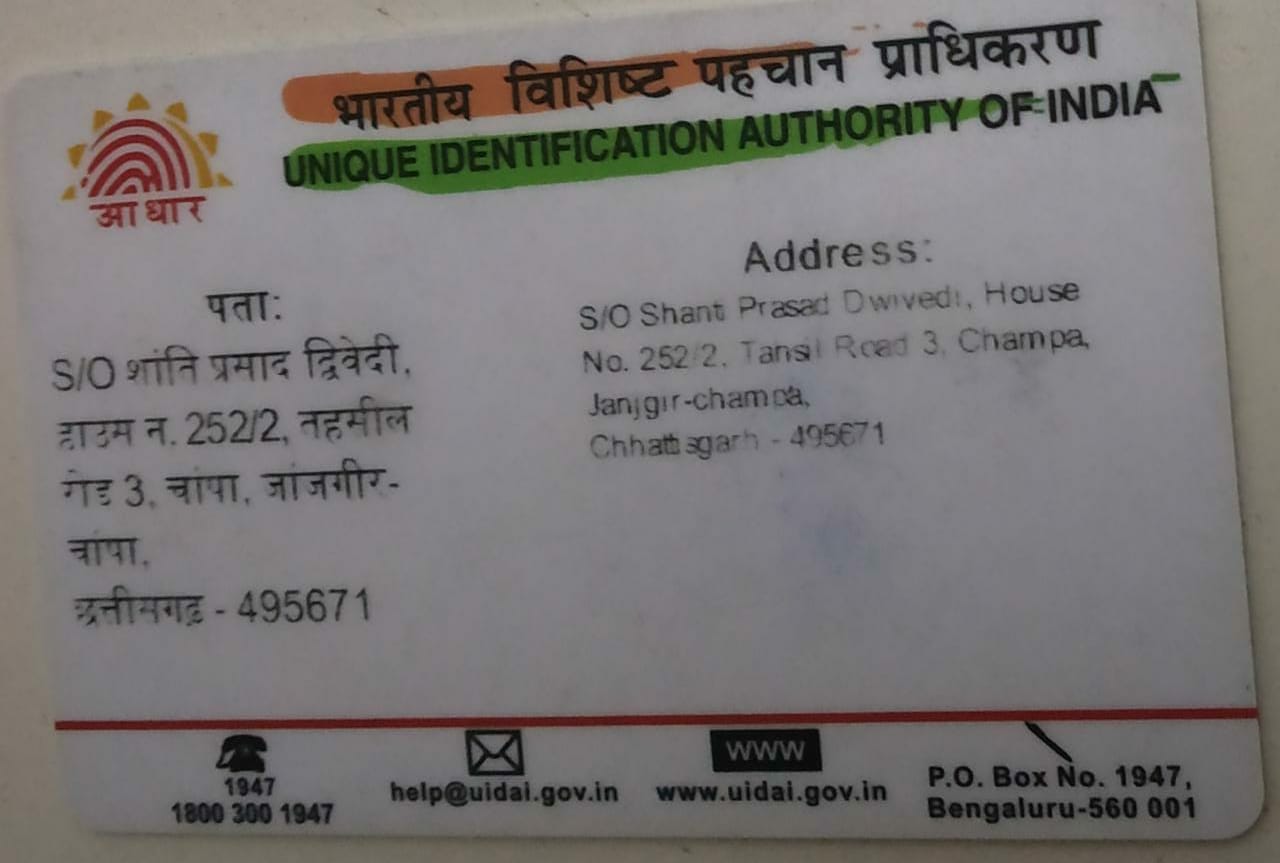 भारतीय विशिष्ट पहचान प्राधिकरण
UNIQUE IDENTIFICATION AUTHORITY OF INDIA
आधार
पता:
S/O शांति प्रसाद द्विवेदी,
हाउस न. 252/2, तहसील
रोड 3, चांपा, जांजगीर-
चांपा,
छत्तीसगढ़ - 495671
Address:
S/O Shant Prasad Dwivedi, House
No. 252/2, Tansil Road 3, Champa,
Janjgir-champa,
Chhattisgarh - 495671
1947
1800 300 1947
help@uidai.gov.in
WWW
www.uidai.gov.in
P.O. Box No. 1947,
Bengaluru-560 001